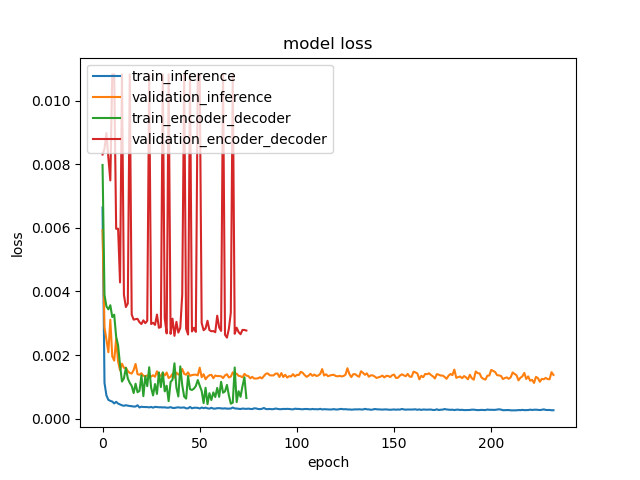 model loss
train_inference
validation_inference
train_encoder_decoder
validation_encoder_decoder
loss
0.010
0.008
0.006
0.004
0.002
0.000
0
50
100
150
200
epoch